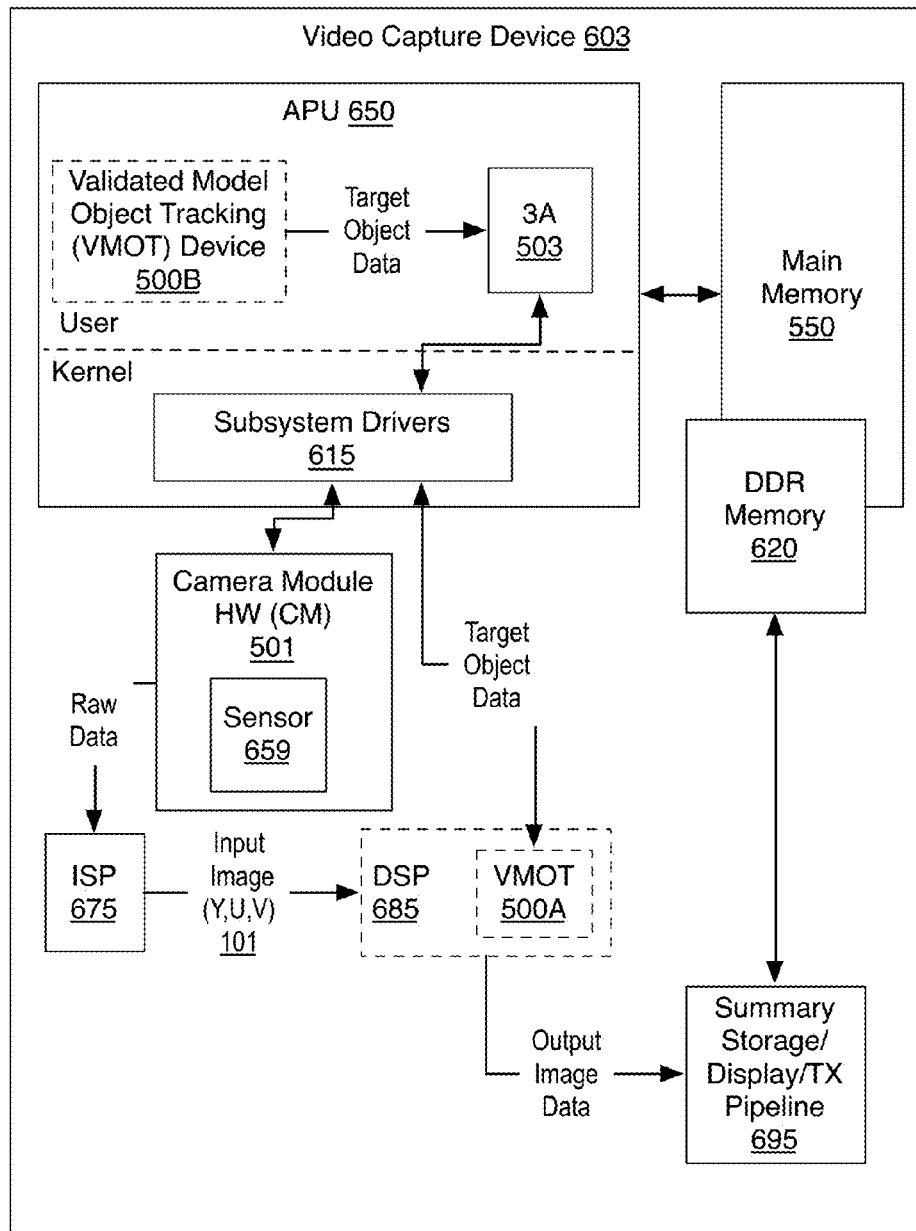 Video Capture Device 603
APU 650
Validated Model
Object Tracking
(VMOT) Device
500B
Target
Object
Data
3A
503
User
Kernel
Subsystem Drivers
615
Main
Memory
550
DDR
Memory
620
Camera Module
HW (CM)
501
Sensor
659
Raw
Data
Target
Object
Data
ISP
675
Input
Image
(Y,U,V)
101
DSP
685
VMOT
500A
Output
Image
Data
Summary
Storage/
Display/TX
Pipeline
695